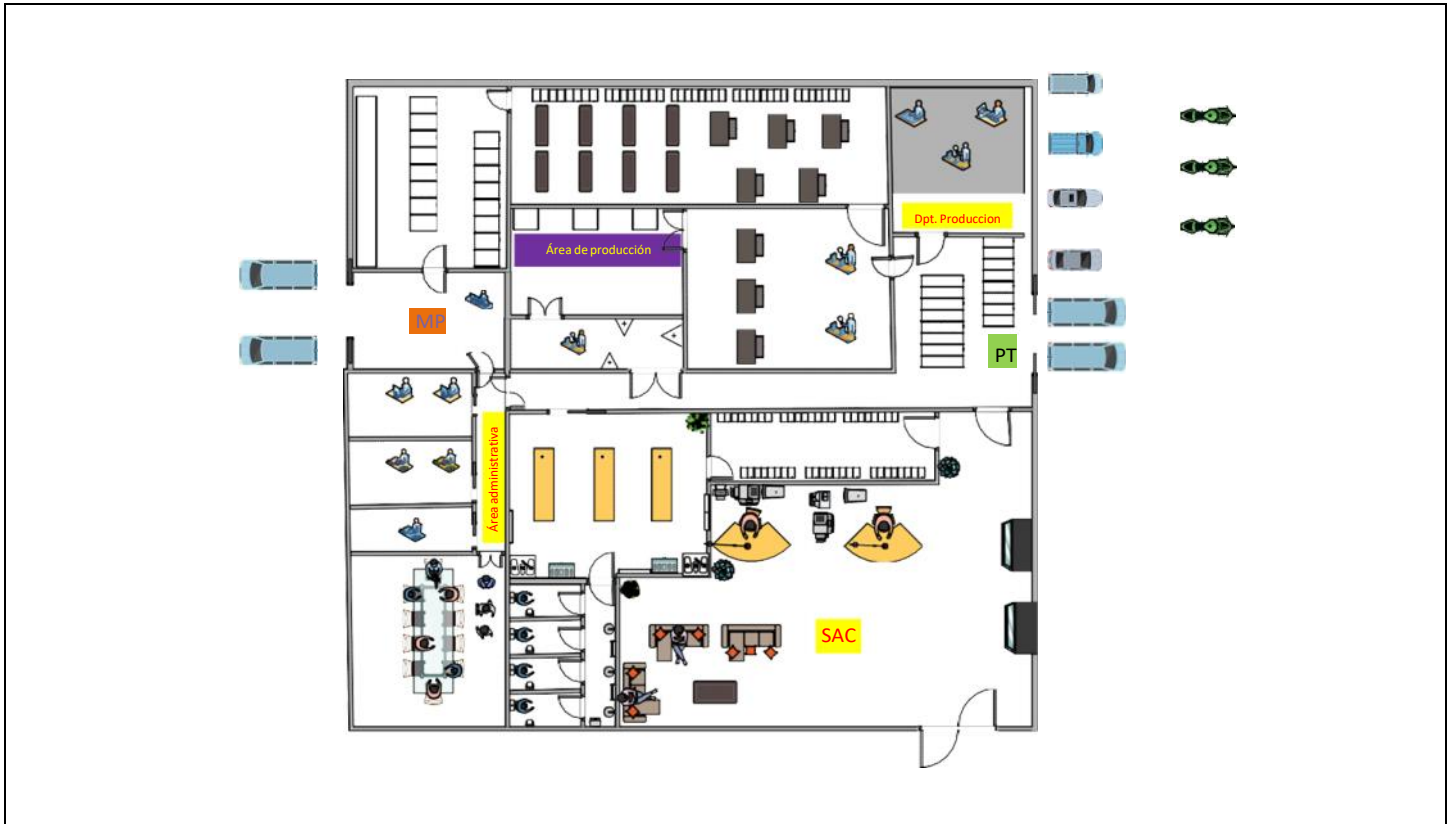 Dpt. Produccion
Área de producción
MP
PT
Área administrativa
SAC